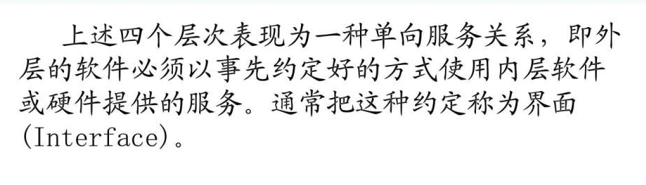 上述四个层次表现为一种单向服务关系，即外
层的软件必须以事先约定好的方式使用内层软件
或硬件提供的服务。通常把这种约定称为界面
(Interface)。